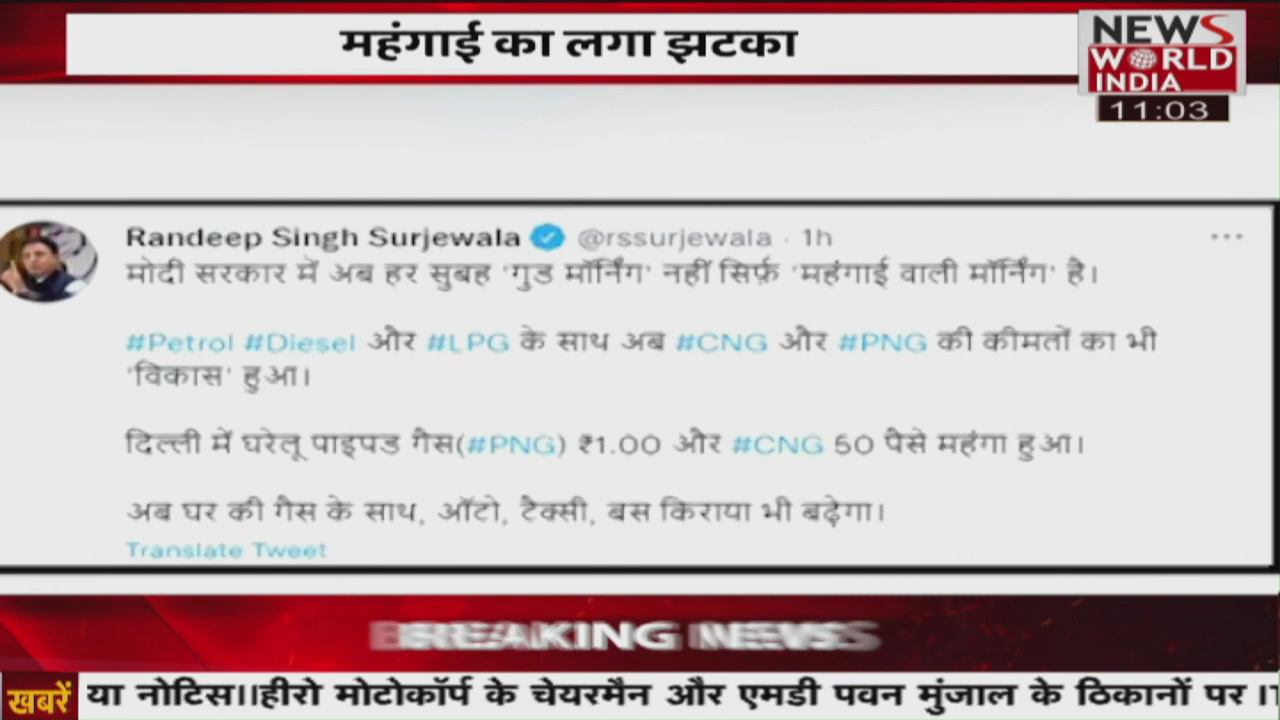 महंगाई का लगा झटका
NEWS
WORLD
INDIA
11:03
Randeep Singh Surjewala @rssurjewala · 1h
मोदी सरकार में अब हर सुबह 'गुड मॉर्निंग' नहीं सिर्फ़ 'महंगाई वाली मॉर्निंग' है।
#Petrol #Diesel और #LPG के साथ अब #CNG और #PNG की कीमतों का भी
'विकास' हुआ।
दिल्ली में घरेलू पाइपड गैस(#PNG) ₹1.00 और #CNG 50 पैसे महंगा हुआ।
अब घर की गैस के साथ, ऑटो, टैक्सी, बस किराया भी बढ़ेगा।
Translate Tweet
BREAKING NEWS
खबरें या नोटिस।।हीरो मोटोकॉर्प के चेयरमैन और एमडी पवन मुंजाल के ठिकानों पर